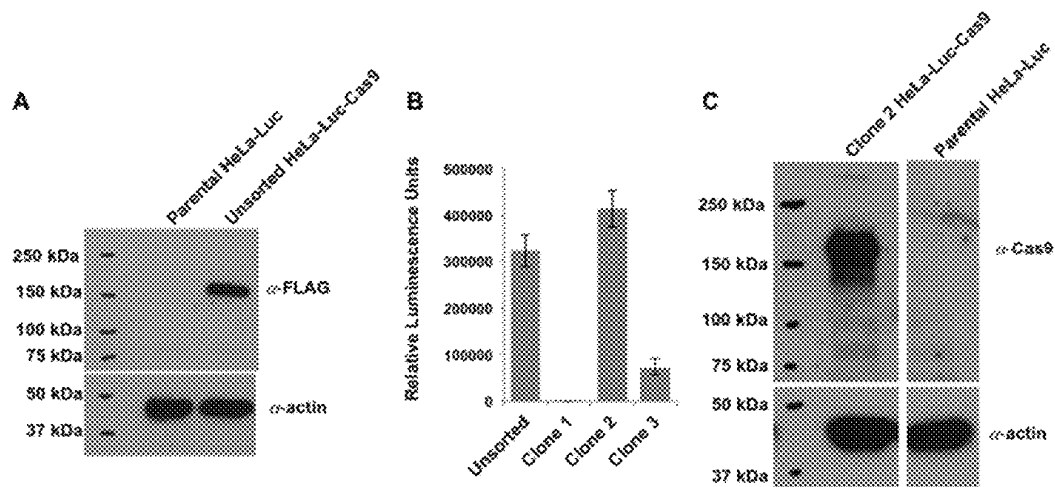 A
Parental HeLa-Luc
Unsorted HeLa-Luc-Cas9
250 kDa
150 kDa
100 kDa
75 kDa
50 kDa
37 kDa
α-FLAG
α-actin
B
Relative Luminescence Units
500000
400000
300000
200000
100000
0
Unsorted
Clone 1
Clone 2
Clone 3
C
Clone 2 HeLa-Luc-Cas9
Parental HeLa-Luc
250 kDa
150 kDa
100 kDa
75 kDa
50 kDa
37 kDa
α-Cas9
α-actin